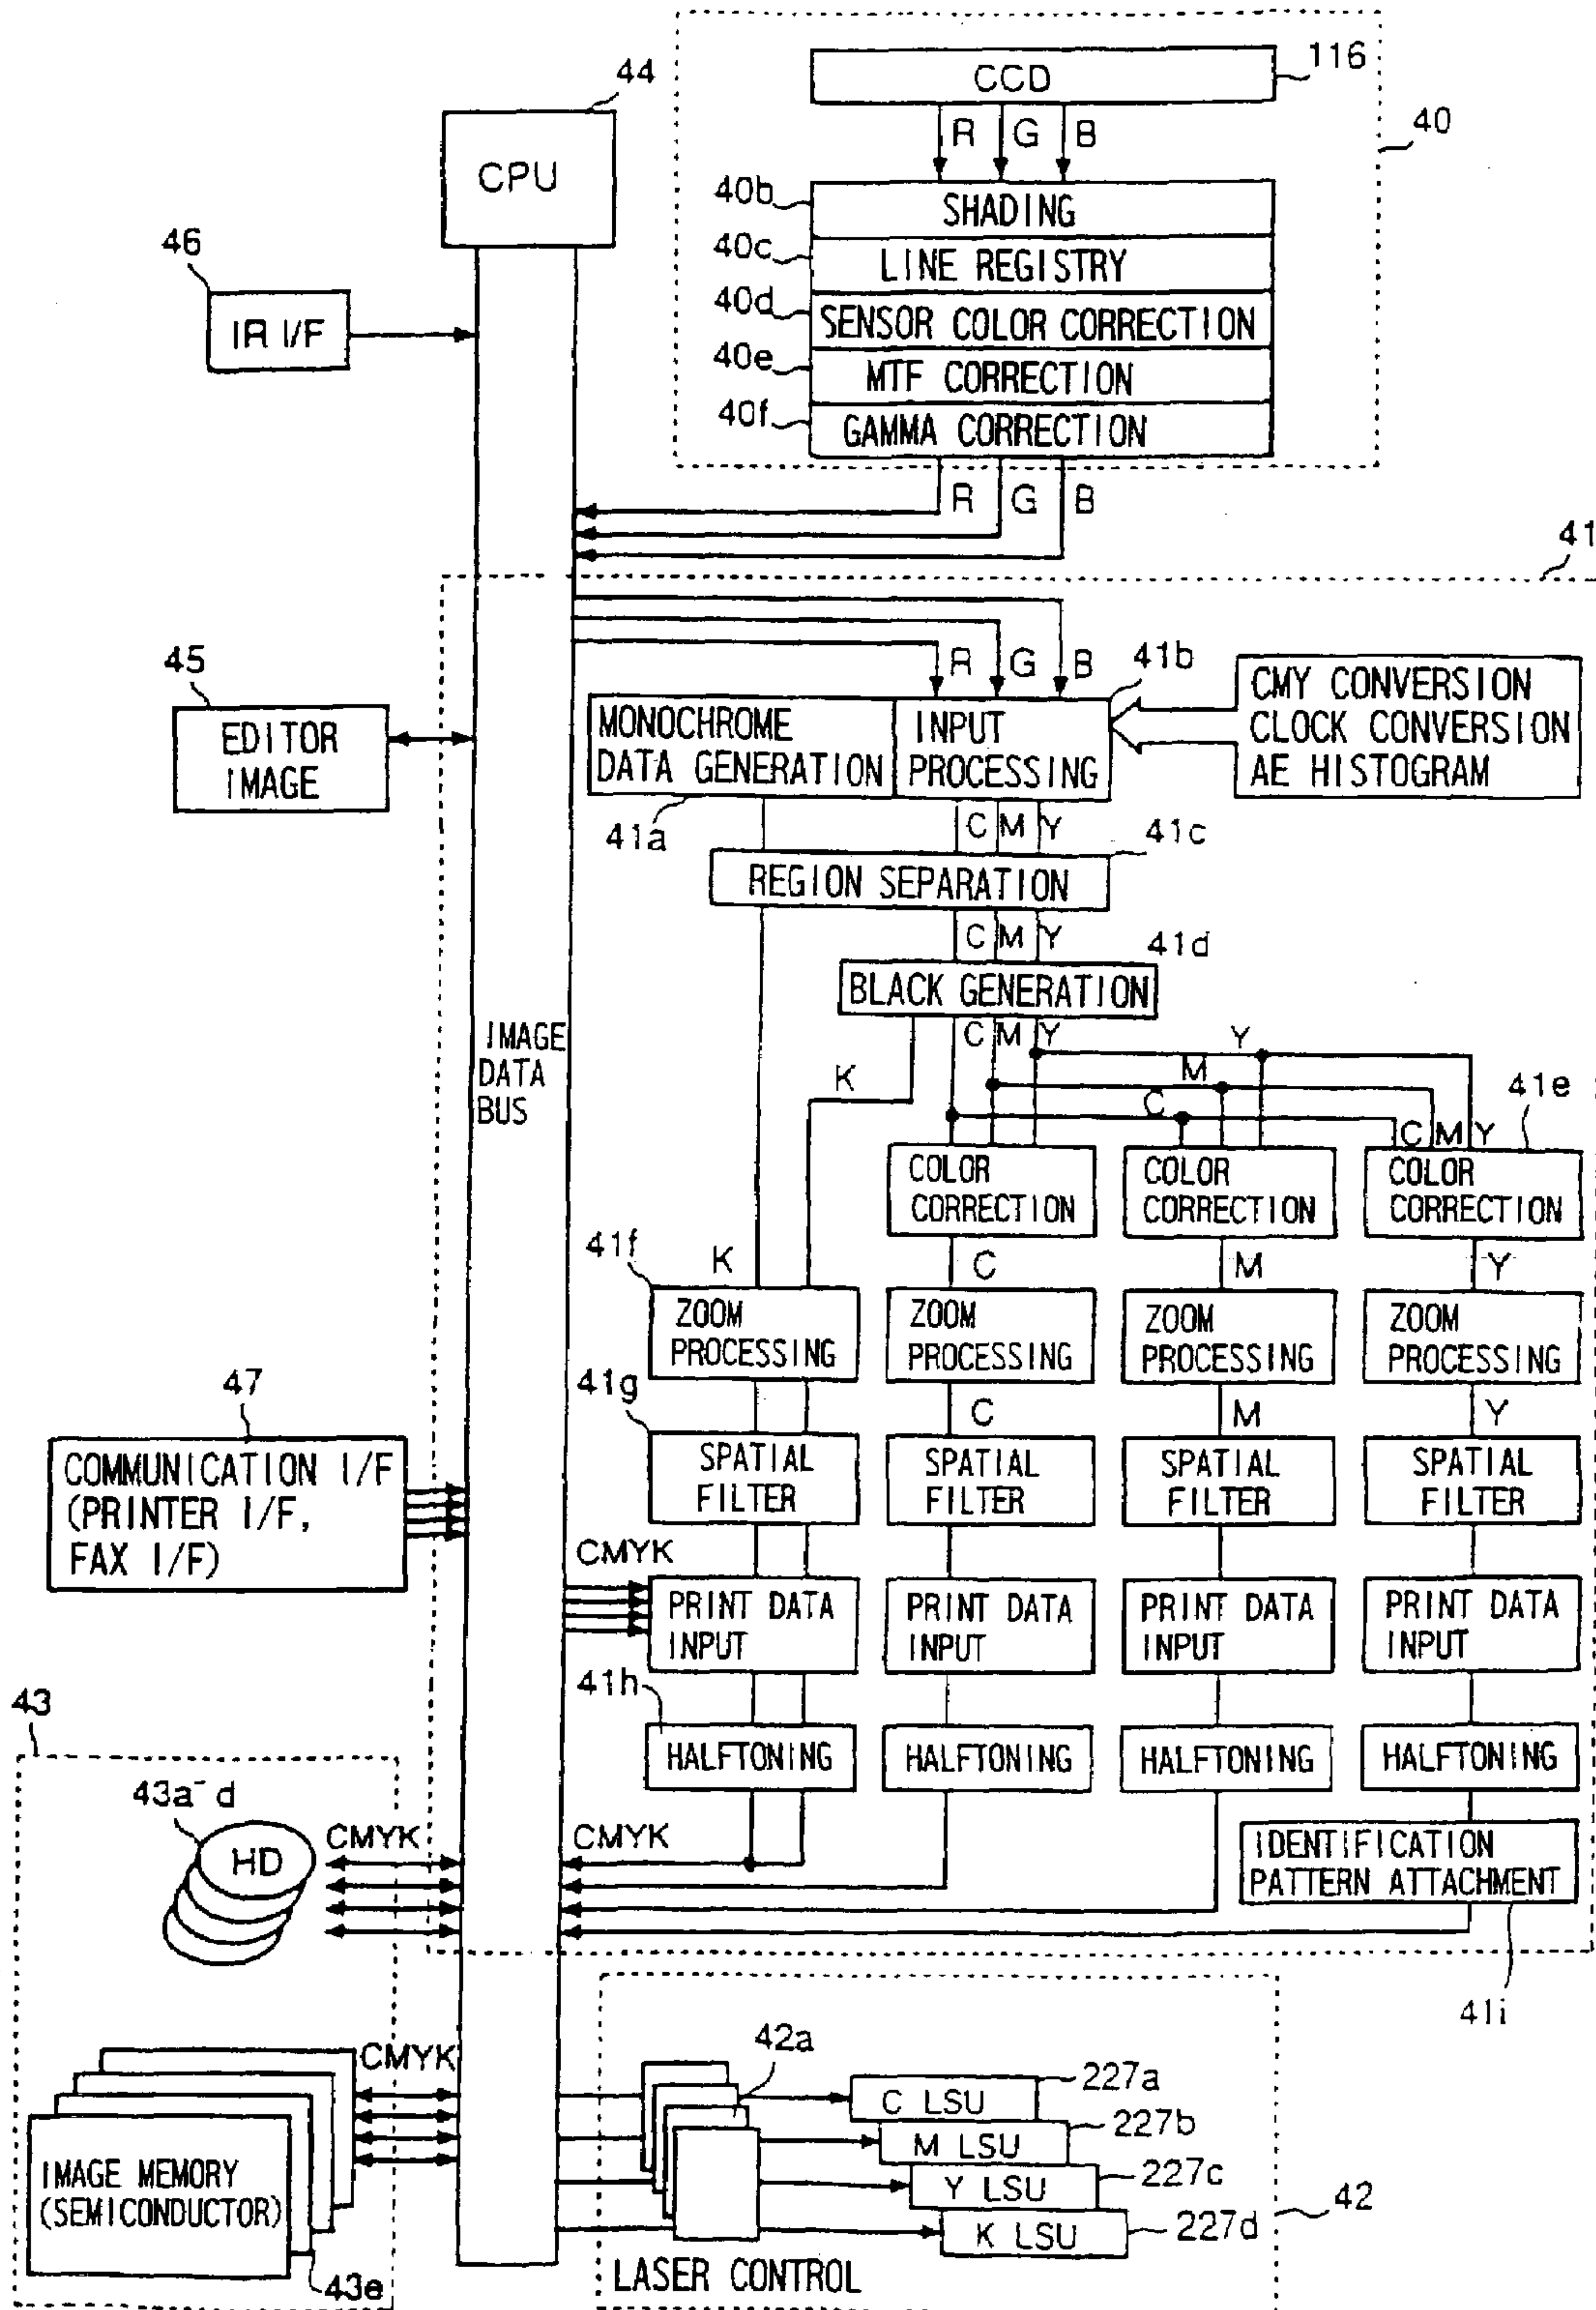 116
CCD
44
40
R G B
CPU
40b
SHADING
46
40c
LINE REGISTRY
40d
IR I/F
SENSOR COLOR CORRECTION
40e
MTF CORRECTION
40f
GAMMA CORRECTION
R G B
41
45
R G B
41b
CMY CONVERSION
CLOCK CONVERSION
AE HISTOGRAM
EDITOR
IMAGE
MONOCHROME
DATA GENERATION
INPUT
PROCESSING
41a
C M Y
41c
REGION SEPARATION
C M Y
41d
BLACK GENERATION
IMAGE
DATA
BUS
C M Y
Y
K
M
C
41e
C M Y
COLOR
CORRECTION
COLOR
CORRECTION
COLOR
CORRECTION
41f
K
C
M
Y
ZOOM
PROCESSING
ZOOM
PROCESSING
ZOOM
PROCESSING
ZOOM
PROCESSING
47
41g
C
M
Y
COMMUNICATION I/F
(PRINTER I/F,
FAX I/F)
SPATIAL
FILTER
SPATIAL
FILTER
SPATIAL
FILTER
SPATIAL
FILTER
CMYK
PRINT DATA
INPUT
PRINT DATA
INPUT
PRINT DATA
INPUT
PRINT DATA
INPUT
43
41h
HALFTONING
HALFTONING
HALFTONING
HALFTONING
43a-d
HD
CMYK
CMYK
IDENTIFICATION
PATTERN ATTACHMENT
41i
CMYK
42a
227a
C LSU
227b
M LSU
227c
Y LSU
42
227d
K LSU
IMAGE MEMORY
(SEMICONDUCTOR)
43e
LASER CONTROL